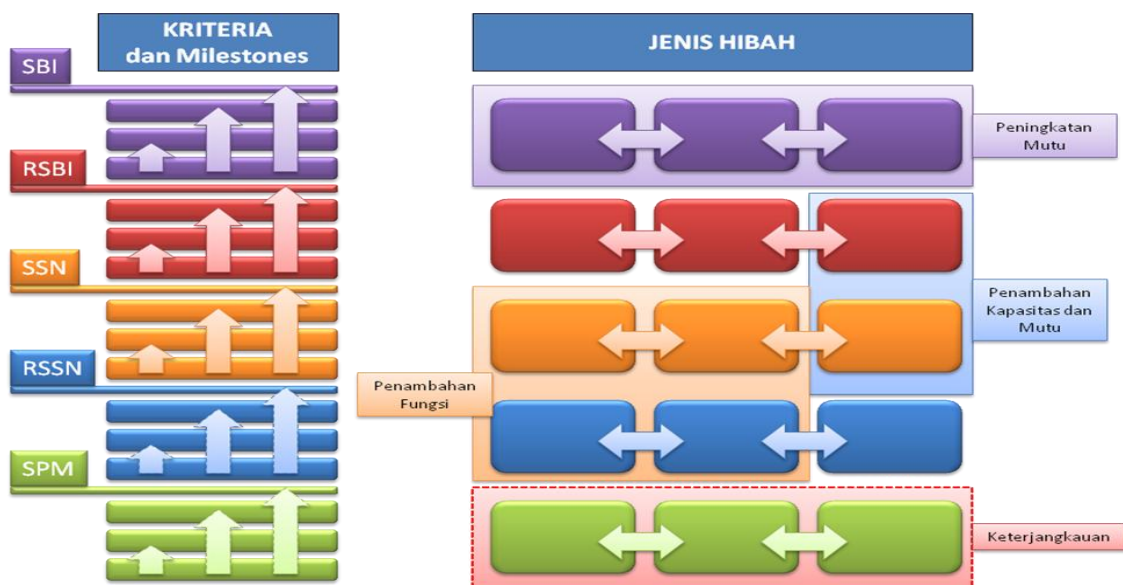 KRITERIA
dan Milestones
JENIS HIBAH
SBI
RSBI
SSN
RSSN
SPM
Peningkatan
Mutu
Penambahan
Kapasitas dan
Mutu
Penambahan
Fungsi
Keterjangkauan